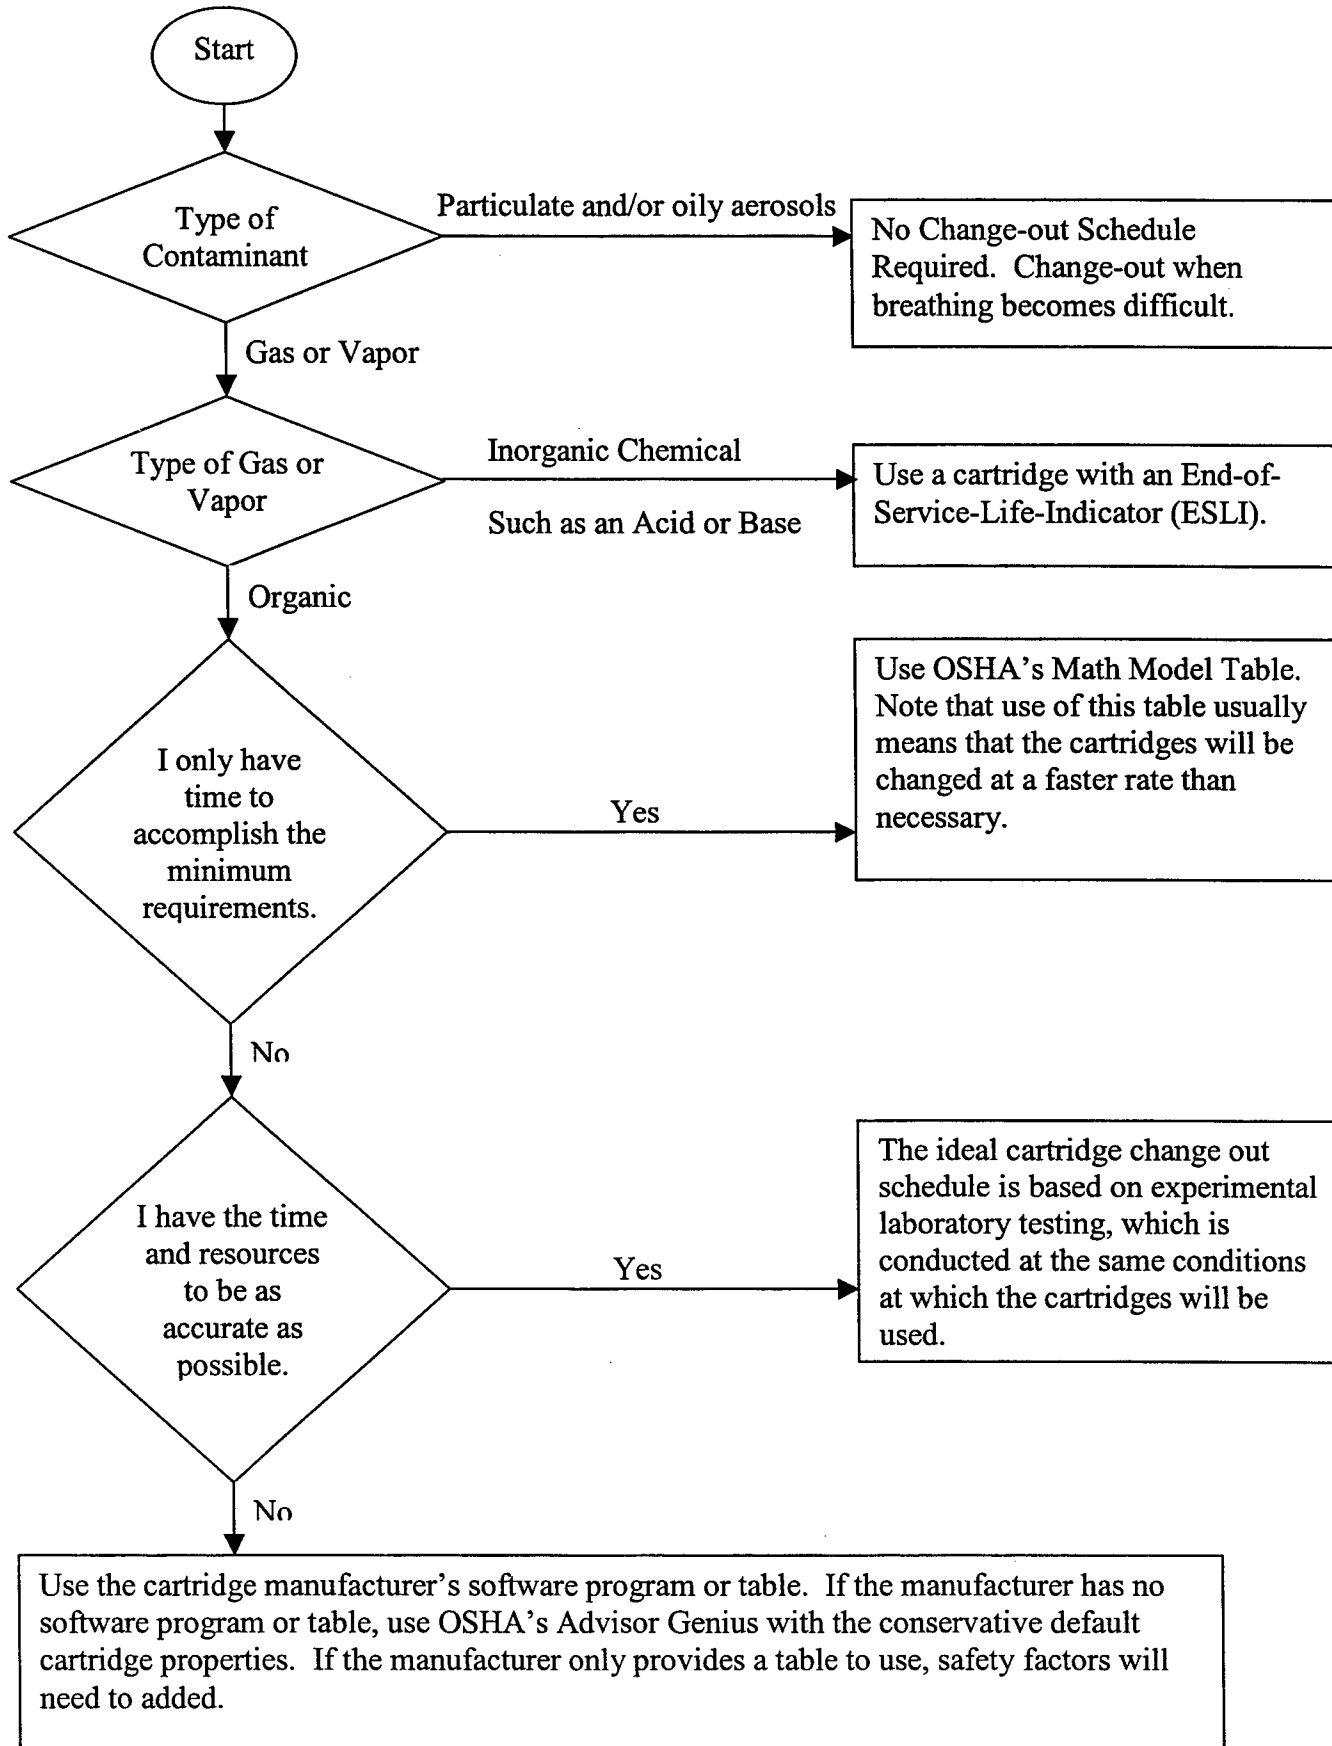 Start
Type of
Contaminant
Particulate and/or oily aerosols
No Change-out Schedule
Required. Change-out when
breathing becomes difficult.
Gas or Vapor
Type of Gas or
Vapor
Inorganic Chemical
Such as an Acid or Base
Use a cartridge with an End-of-
Service-Life-Indicator (ESLI).
Organic
I only have
time to
accomplish the
minimum
requirements.
Yes
Use OSHA's Math Model Table.
Note that use of this table usually
means that the cartridges will be
changed at a faster rate than
necessary.
No
I have the time
and resources
to be as
accurate as
possible.
Yes
The ideal cartridge change out
schedule is based on experimental
laboratory testing, which is
conducted at the same conditions
at which the cartridges will be
used.
No
Use the cartridge manufacturer's software program or table. If the manufacturer has no
software program or table, use OSHA's Advisor Genius with the conservative default
cartridge properties. If the manufacturer only provides a table to use, safety factors will
need to added.